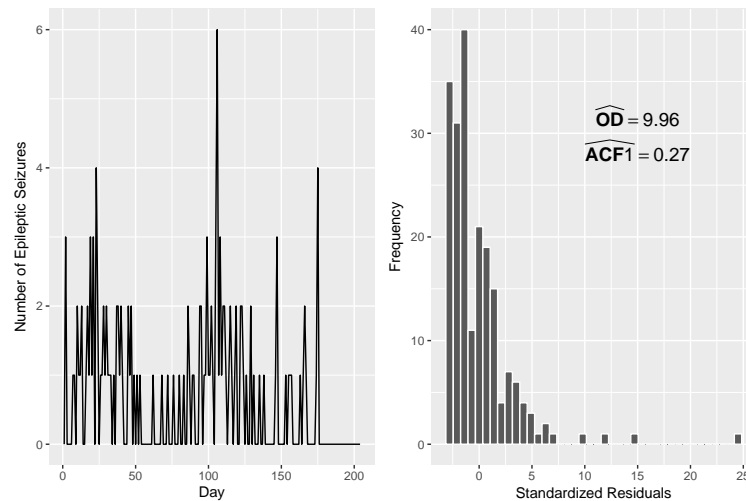 6
4
2
0
Number of Epileptic Seizures
0 50 100 150 200
Day
40
30
20
10
0
Frequency
OD = 9.96
ACF1 = 0.27
0 5 10 15 20 25
Standardized Residuals